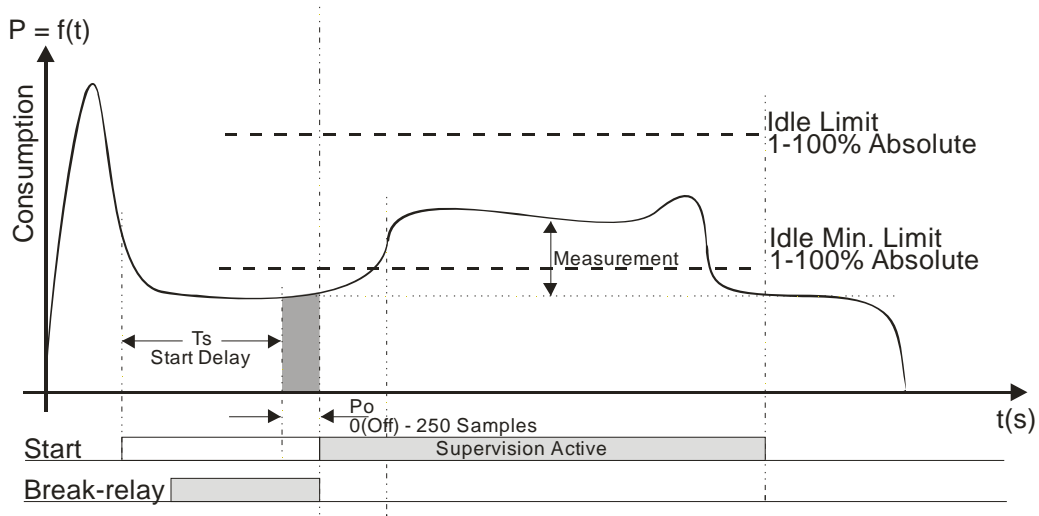 P = f(t)
Consumption
Idle Limit
1-100% Absolute
Idle Min. Limit
1-100% Absolute
Measurement
Ts
Start Delay
Po
0(Off) - 250 Samples
t(s)
Start
Supervision Active
Break-relay